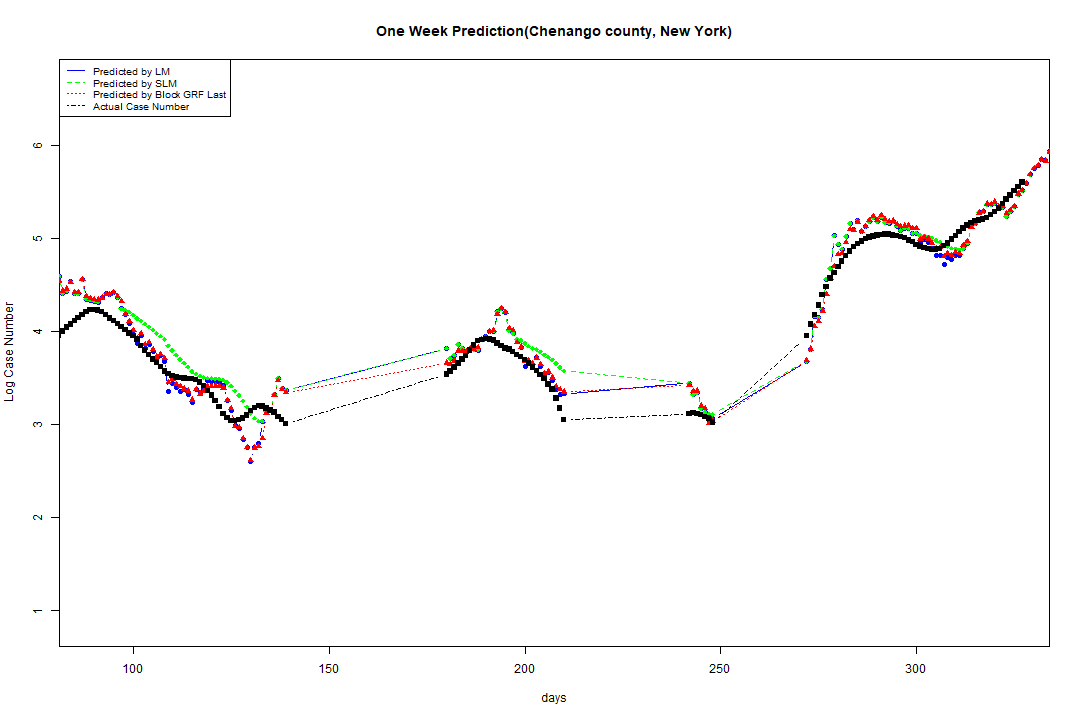 One Week Prediction(Chenango county, New York)
Predicted by LM
Predicted by SLM
Predicted by Block GRF Last
Actual Case Number
6
5
4
3
2
1
Log Case Number
100 150 200 250 300
days